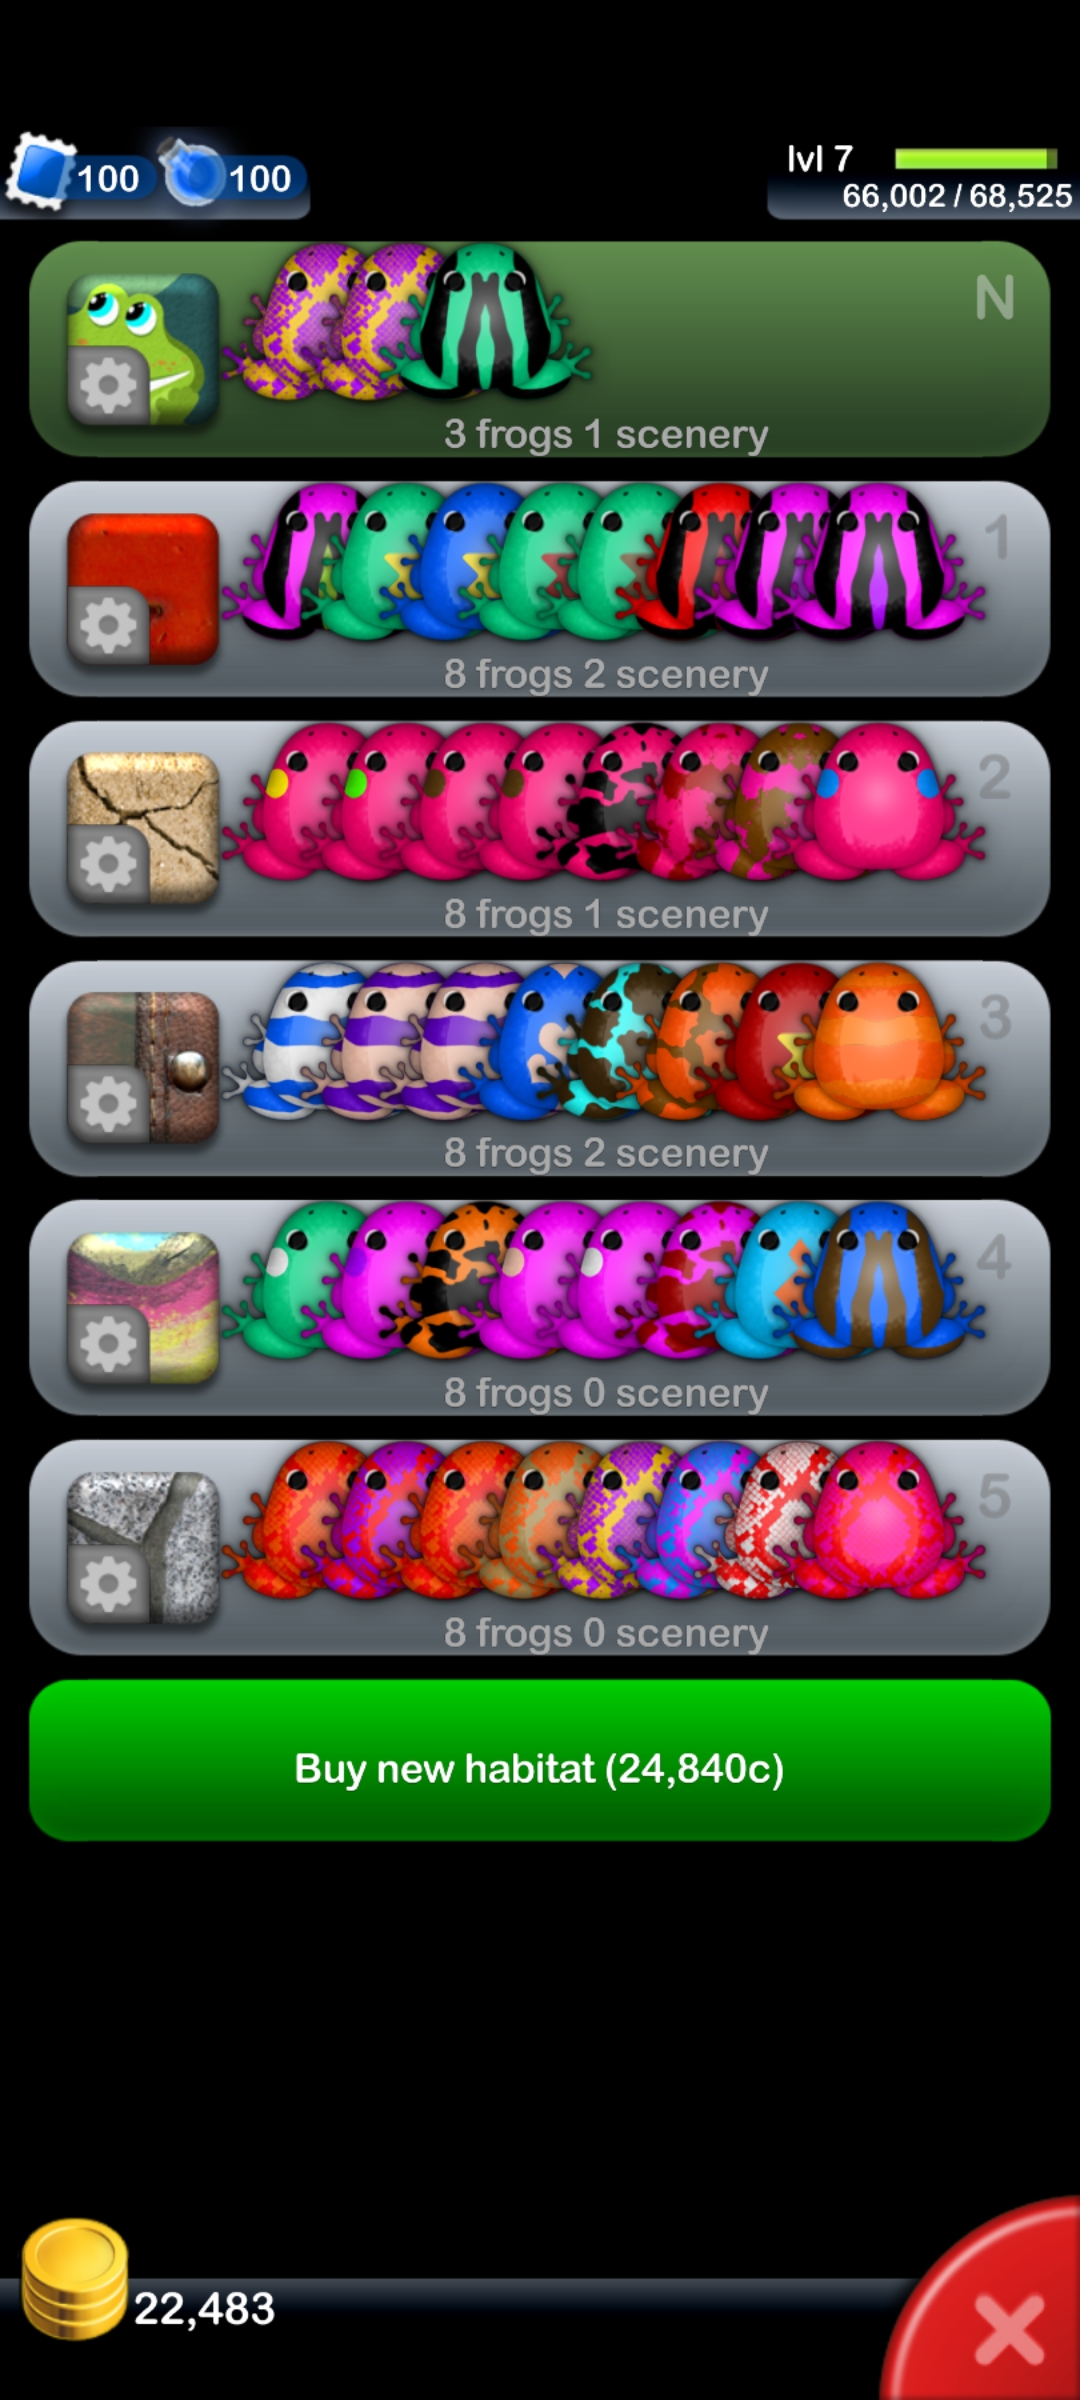 100 100
lvl 7
66,002 / 68,525
N
3 frogs 1 scenery
1
8 frogs 2 scenery
2
8 frogs 1 scenery
3
8 frogs 2 scenery
4
8 frogs 0 scenery
5
8 frogs 0 scenery
Buy new habitat (24,840c)
22,483